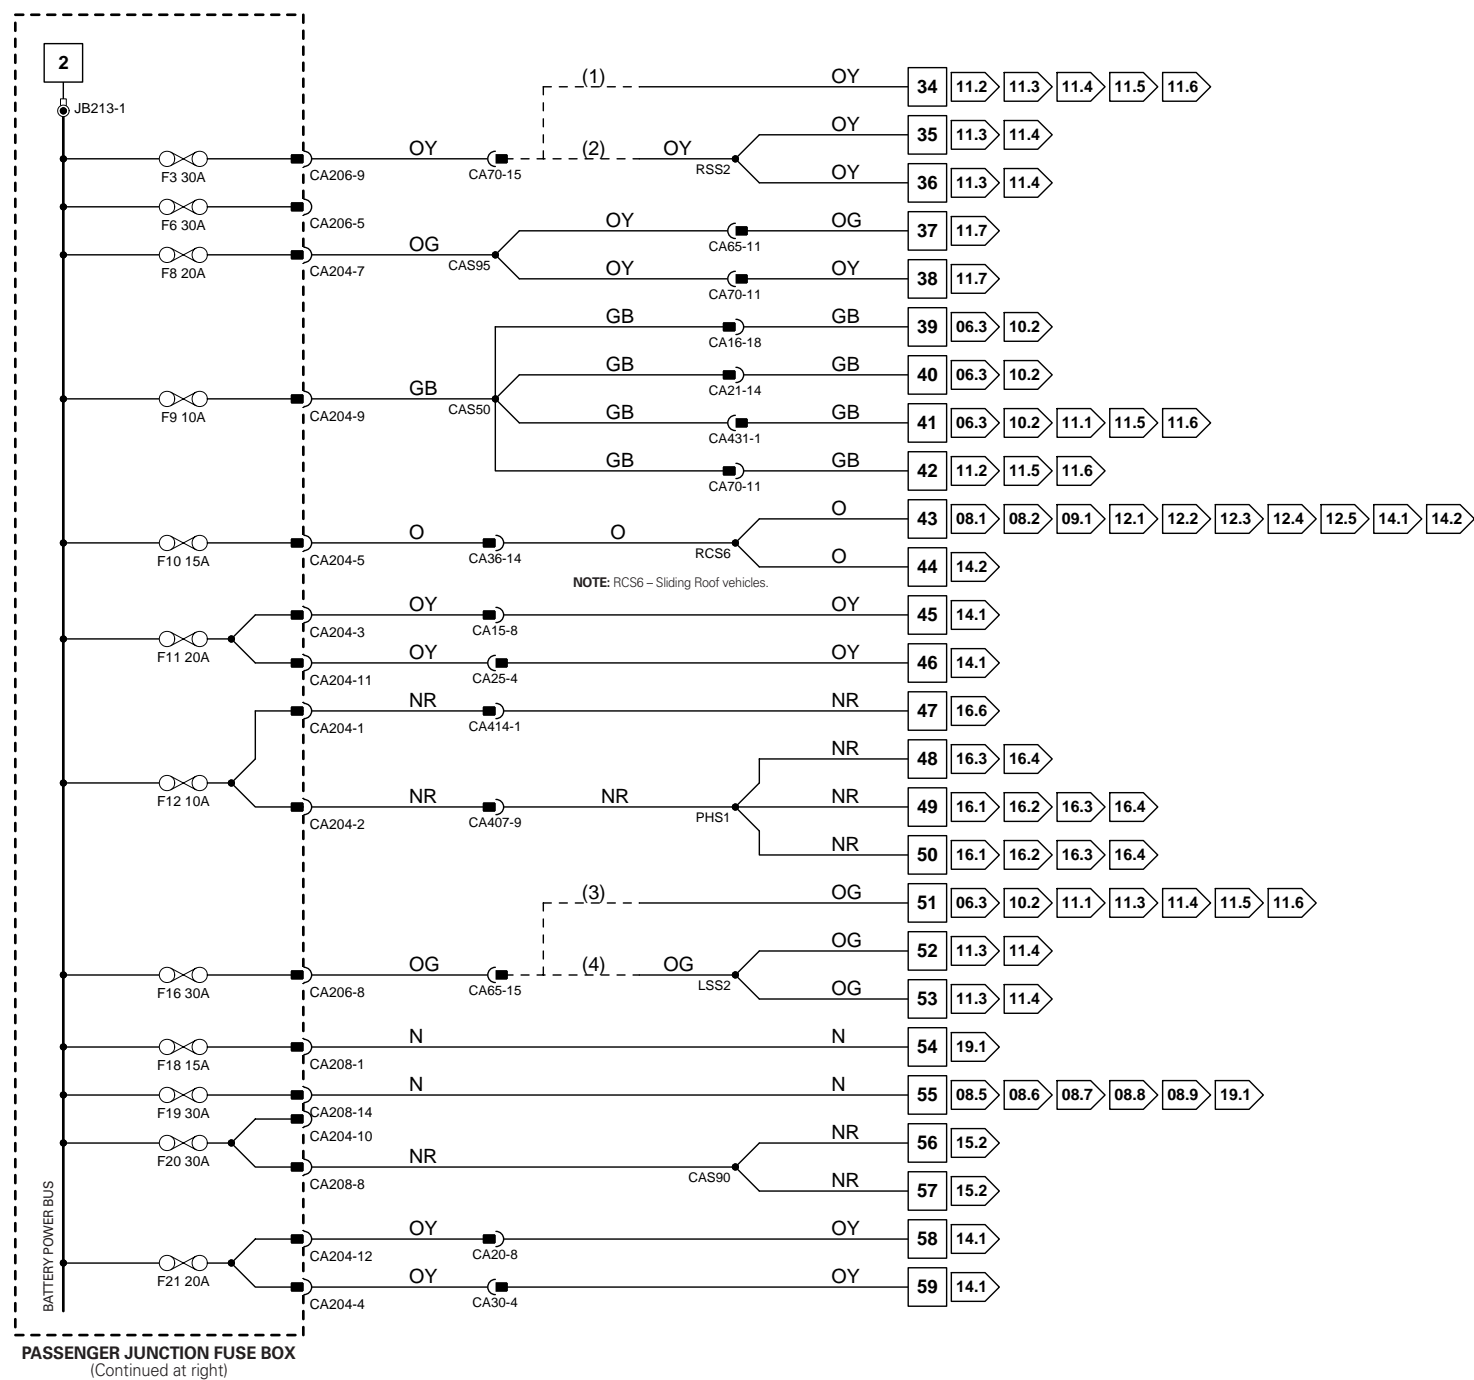 2
JB213-1
(1) OY 34 11.2 11.3 11.4 11.5 11.6
OY 35 11.3 11.4
F3 30A CA206-9 OY CA70-15 (2) OY RSS2
OY 36 11.3 11.4
F6 30A CA206-5
OY CA65-11 OG 37 11.7
F8 20A CA204-7 OG CAS95
OY CA70-11 OY 38 11.7
GB CA16-18 GB 39 06.3 10.2
GB CA21-14 GB 40 06.3 10.2
F9 10A CA204-9 GB CAS50
GB CA431-1 GB 41 06.3 10.2 11.1 11.5 11.6
GB CA70-11 GB 42 11.2 11.5 11.6
O 43 08.1 08.2 09.1 12.1 12.2 12.3 12.4 12.5 14.1 14.2
F10 15A CA204-5 O CA36-14 O RCS6
O 44 14.2
NOTE: RCS6 – Sliding Roof vehicles.
CA204-3 OY CA15-8 OY 45 14.1
F11 20A
CA204-11 OY CA25-4 OY 46 14.1
CA204-1 NR CA414-1 NR 47 16.6
NR 48 16.3 16.4
F12 10A
CA204-2 NR CA407-9 NR PHS1 NR 49 16.1 16.2 16.3 16.4
NR 50 16.1 16.2 16.3 16.4
(3) OG 51 06.3 10.2 11.1 11.3 11.4 11.5 11.6
OG 52 11.3 11.4
F16 30A CA206-8 OG CA65-15 (4) OG LSS2
OG 53 11.3 11.4
F18 15A CA208-1 N N 54 19.1
F19 30A CA208-14 N N 55 08.5 08.6 08.7 08.8 08.9 19.1
CA204-10
F20 30A
NR 56 15.2
CA208-8 NR CAS90
NR 57 15.2
CA204-12 OY CA20-8 OY 58 14.1
F21 20A
CA204-4 OY CA30-4 OY 59 14.1
BATTERY POWER BUS
PASSENGER JUNCTION FUSE BOX
(Continued at right)